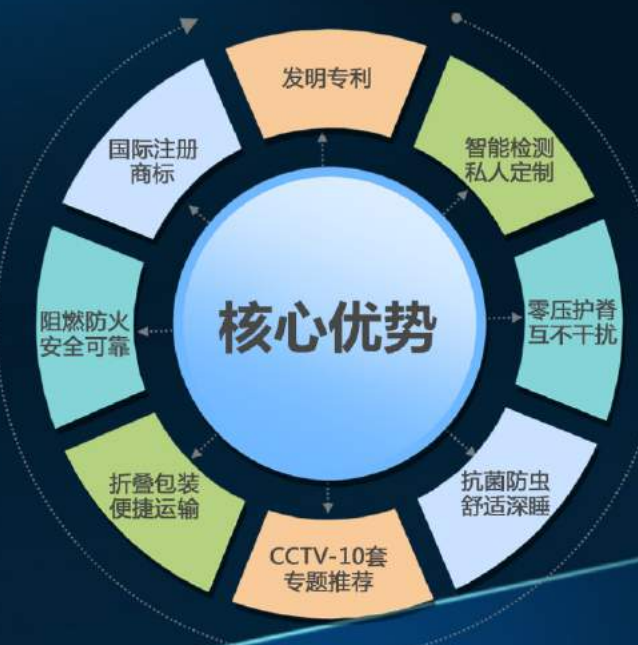 发明专利
智能检测
私人定制
零压护脊
互不干扰
抗菌防虫
舒适深睡
CCTV-10套
专题推荐
折叠包装
便捷运输
阻燃防火
安全可靠
国际注册
商标
核心优势